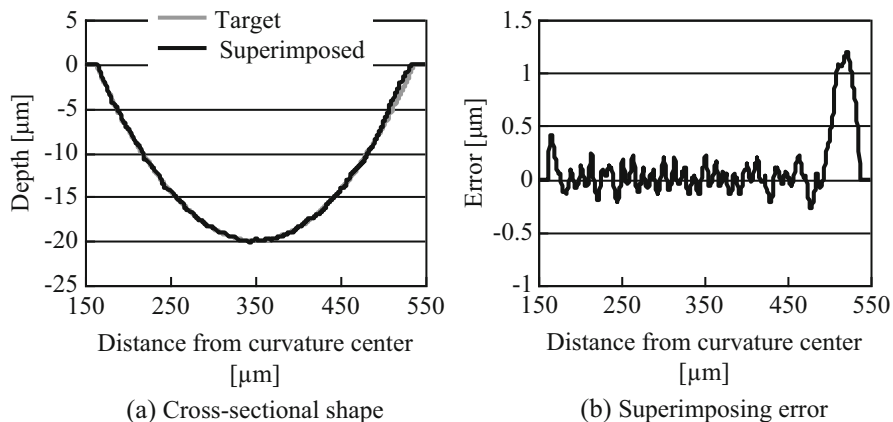 Target
Superimposed
5
0
-5
-10
-15
-20
-25
150
250
350
450
550
Depth [µm]
Distance from curvature center
[µm]
(a) Cross-sectional shape
1.5
1
0.5
0
-0.5
-1
150
250
350
450
550
Error [µm]
Distance from curvature center
[µm]
(b) Superimposing error